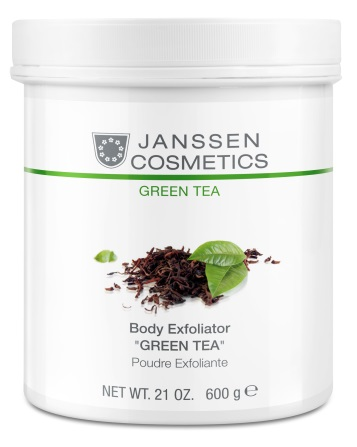 JANSSEN
COSMETICS
GREEN TEA
Body Exfoliator
"GREEN TEA"
Poudre Exfoliante
NET WT. 21 OZ. 600 g ℮